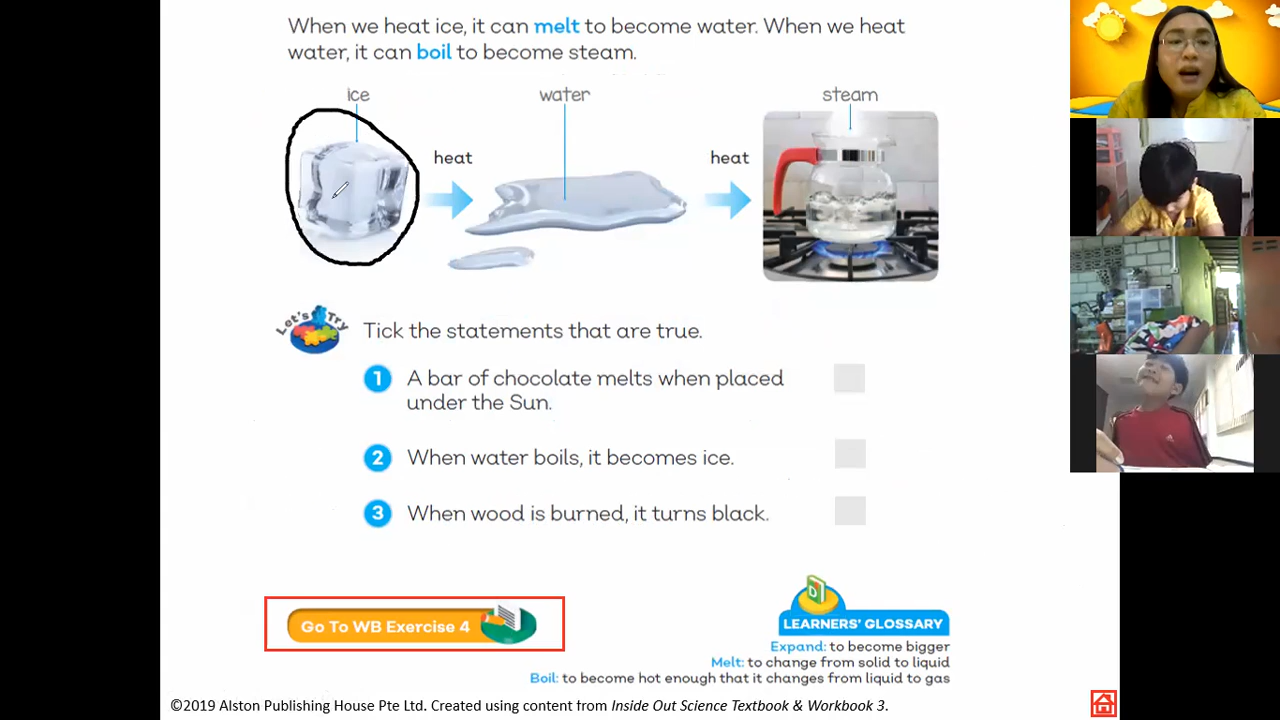 When we heat ice, it can melt to become water. When we heat
water, it can boil to become steam.
ice
water
steam
heat
heat
Let's Try
Tick the statements that are true.
1 A bar of chocolate melts when placed
under the Sun.
2 When water boils, it becomes ice.
3 When wood is burned, it turns black.
Go To WB Exercise 4
LEARNERS' GLOSSARY
Expand: to become bigger
Melt: to change from solid to liquid
Boil: to become hot enough that it changes from liquid to gas
©2019 Alston Publishing House Pte Ltd. Created using content from Inside Out Science Textbook & Workbook 3.